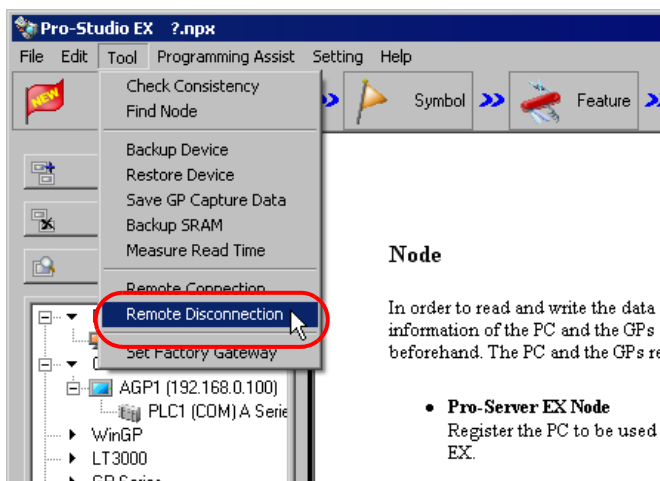 Pro-Studio EX ?.npx
File Edit Tool Programming Assist Setting Help
NEW
Symbol
Feature
Check Consistency
Find Node
Backup Device
Restore Device
Save GP Capture Data
Backup SRAM
Measure Read Time
Remote Connection
Remote Disconnection
Set Factory Gateway
AGP1 (192.168.0.100)
PLC1 (COM) A Serie
WinGP
LT3000
GP Series
Node
In order to read and write the data
information of the PC and the GPs
beforehand. The PC and the GPs re
• Pro-Server EX Node
Register the PC to be used
EX.